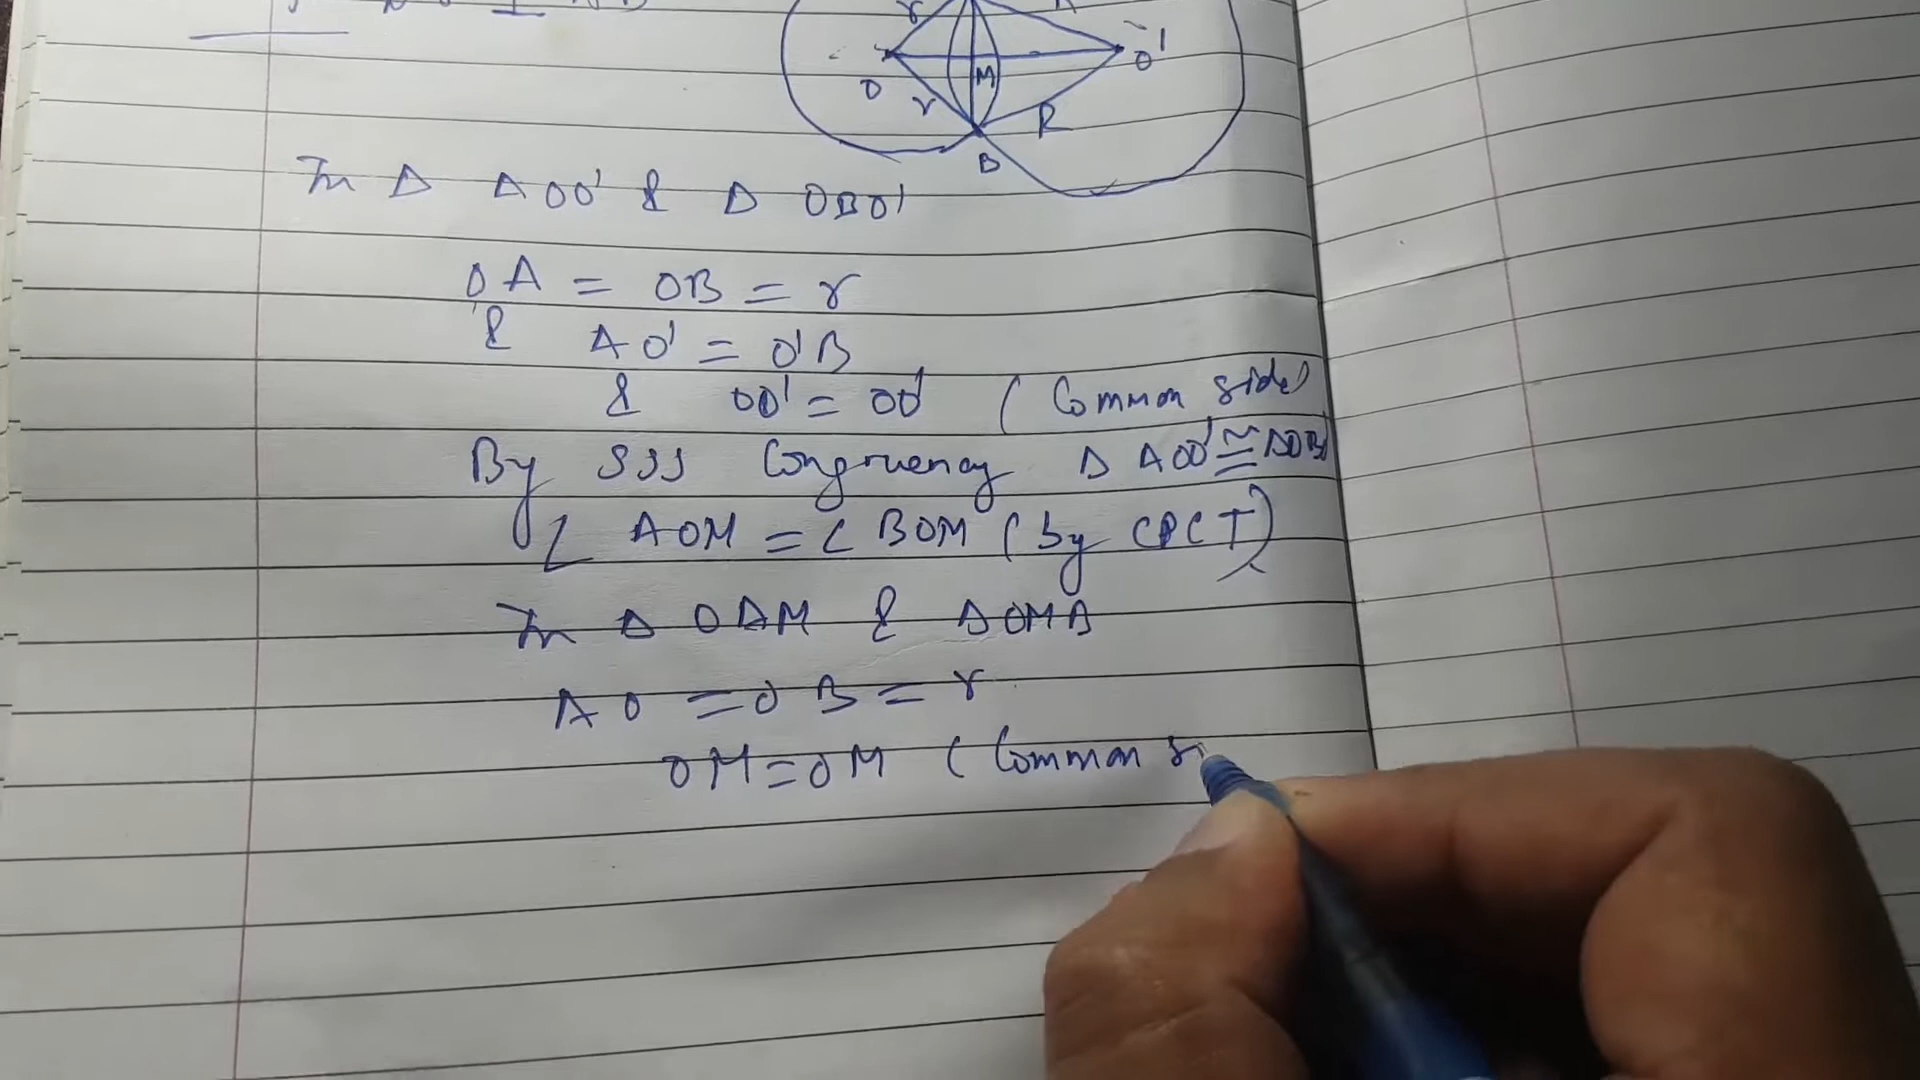 r
O
M
O'
r
R
B
In Δ AOO' & Δ OBO'
OA = OB = r
& AO' = O'B
& OO' = OO' (Common side)
By SSS Congruency Δ AOO' ≅ ΔOBO'
∠ AOM = ∠ BOM (by CPCT)
In Δ OAM & ΔOMB
AO = OB = r
OM = OM (Common s